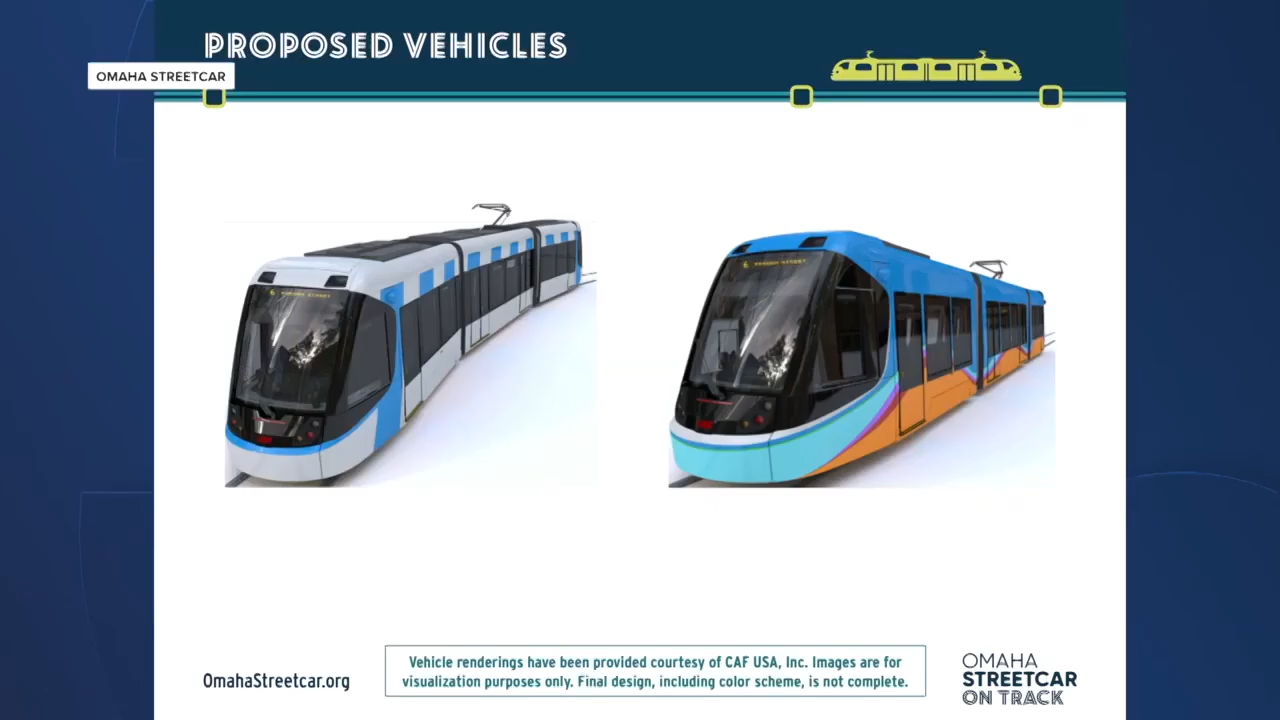 PROPOSED VEHICLES
OMAHA STREETCAR
OmahaStreetcar.org
Vehicle renderings have been provided courtesy of CAF USA, Inc. Images are for
visualization purposes only. Final design, including color scheme, is not complete.
OMAHA
STREETCAR
ON TRACK